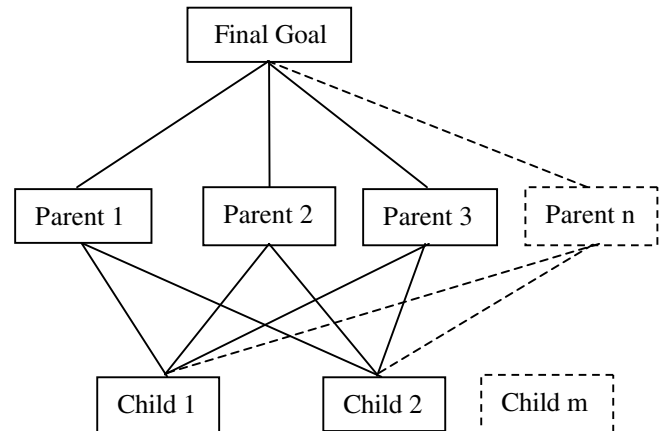 Final Goal
Parent 1
Parent 2
Parent 3
Parent n
Child 1
Child 2
Child m